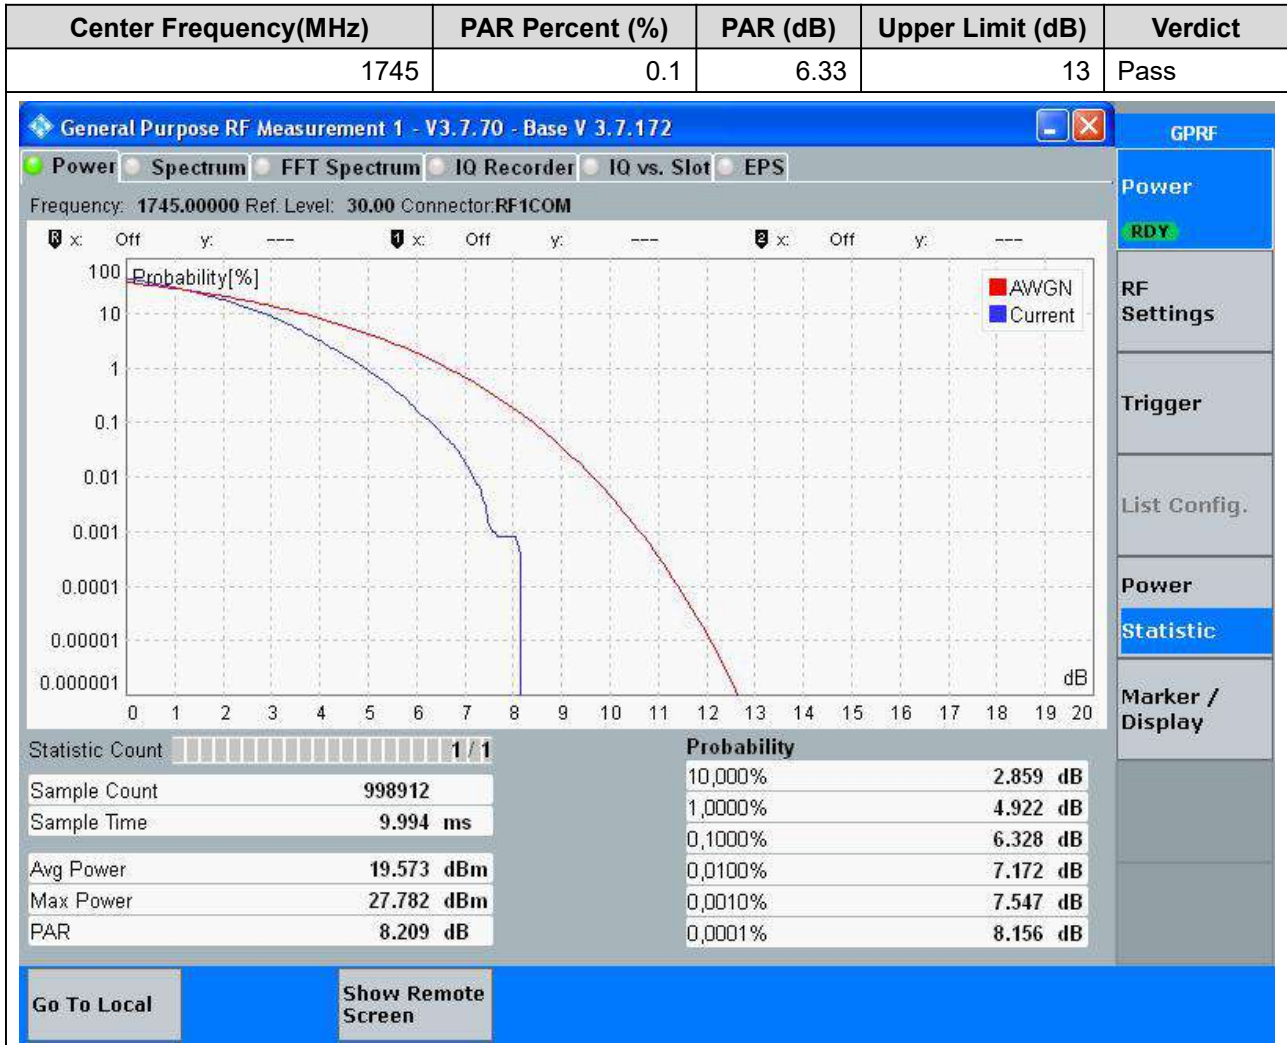 Center Frequency(MHz) PAR Percent (%) PAR (dB) Upper Limit (dB) Verdict
1745 0.1 6.33 13 Pass
General Purpose RF Measurement 1 - V3.7.70 - Base V 3.7.172
GPRF
Power Spectrum FFT Spectrum IQ Recorder IQ vs. Slot EPS
Power
RDY
Frequency: 1745.00000 Ref. Level: 30.00 Connector:RF1COM
R x: Off y: --- 1 x: Off y: --- 2 x: Off y: ---
Probability[%]
AWGN
Current
100
10
1
0.1
0.01
0.001
0.0001
0.00001
0.000001
dB
0 1 2 3 4 5 6 7 8 9 10 11 12 13 14 15 16 17 18 19 20
RF
Settings
Trigger
List Config.
Power
Statistic
Marker /
Display
Statistic Count 1 / 1
Sample Count 998912
Sample Time 9.994 ms
Avg Power 19.573 dBm
Max Power 27.782 dBm
PAR 8.209 dB
Probability
10,000% 2.859 dB
1,0000% 4.922 dB
0,1000% 6.328 dB
0,0100% 7.172 dB
0,0010% 7.547 dB
0,0001% 8.156 dB
Go To Local
Show Remote
Screen